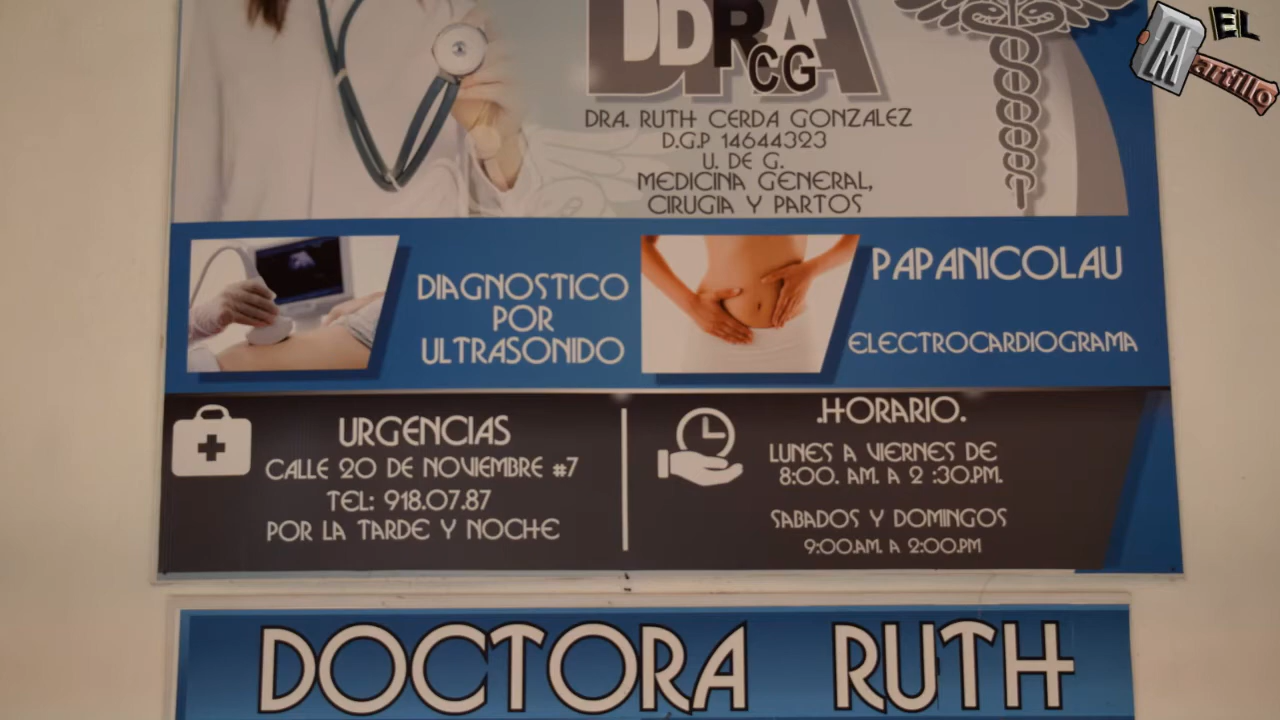 EL
Martillo
DRA
CG
DRA. RUTH CERDA GONZALEZ
D.G.P 14644323
U. DE G.
MEDICINA GENERAL,
CIRUGIA Y PARTOS
DIAGNOSTICO
POR
ULTRASONIDO
PAPANICOLAU
ELECTROCARDIOGRAMA
URGENCIAS
CALLE 20 DE NOVIEMBRE #7
TEL: 918.07.87
POR LA TARDE Y NOCHE
.HORARIO.
LUNES A VIERNES DE
8:00. AM. A 2 :30.PM.
SABADOS Y DOMINGOS
9:00.AM. A 2:00.PM
DOCTORA RUTH